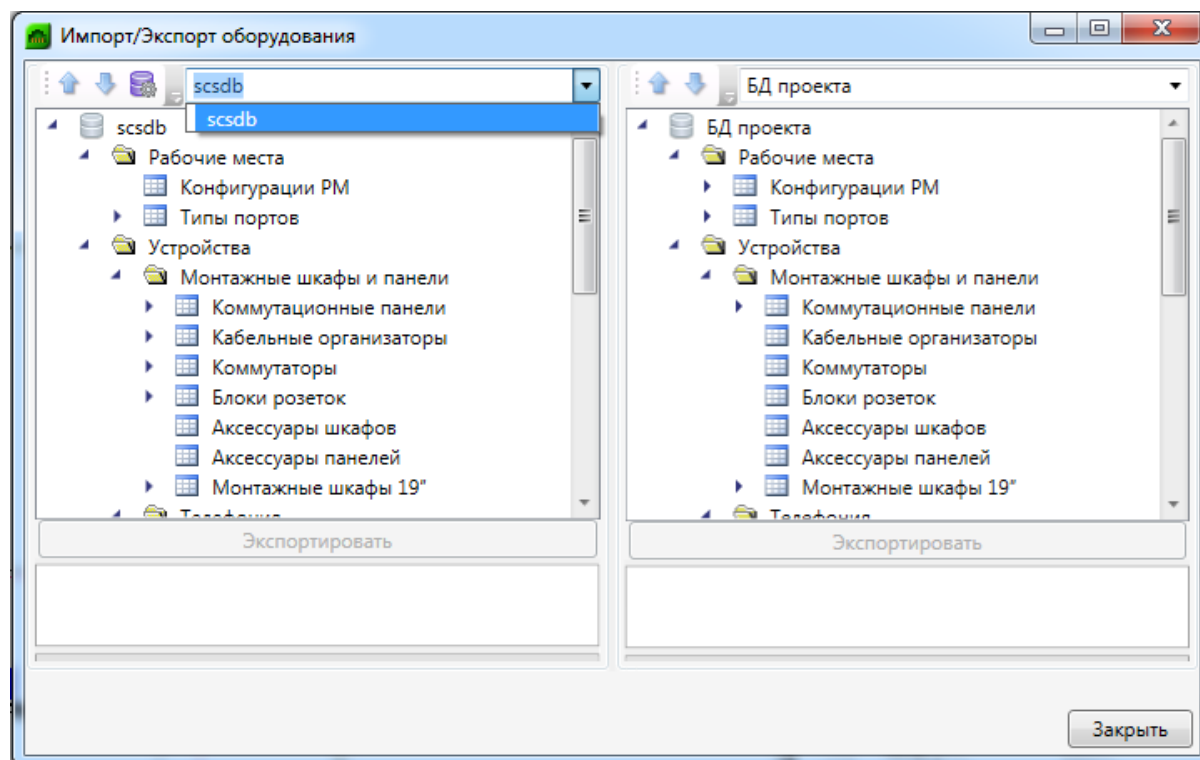 Импорт/Экспорт оборудования
scsdb
scsdb
scsdb
Рабочие места
Конфигурации РМ
Типы портов
Устройства
Монтажные шкафы и панели
Коммутационные панели
Кабельные организаторы
Коммутаторы
Блоки розеток
Аксессуары шкафов
Аксессуары панелей
Монтажные шкафы 19"
Телефония
Экспортировать
БД проекта
БД проекта
Рабочие места
Конфигурации РМ
Типы портов
Устройства
Монтажные шкафы и панели
Коммутационные панели
Кабельные организаторы
Коммутаторы
Блоки розеток
Аксессуары шкафов
Аксессуары панелей
Монтажные шкафы 19"
Телефония
Экспортировать
Закрыть